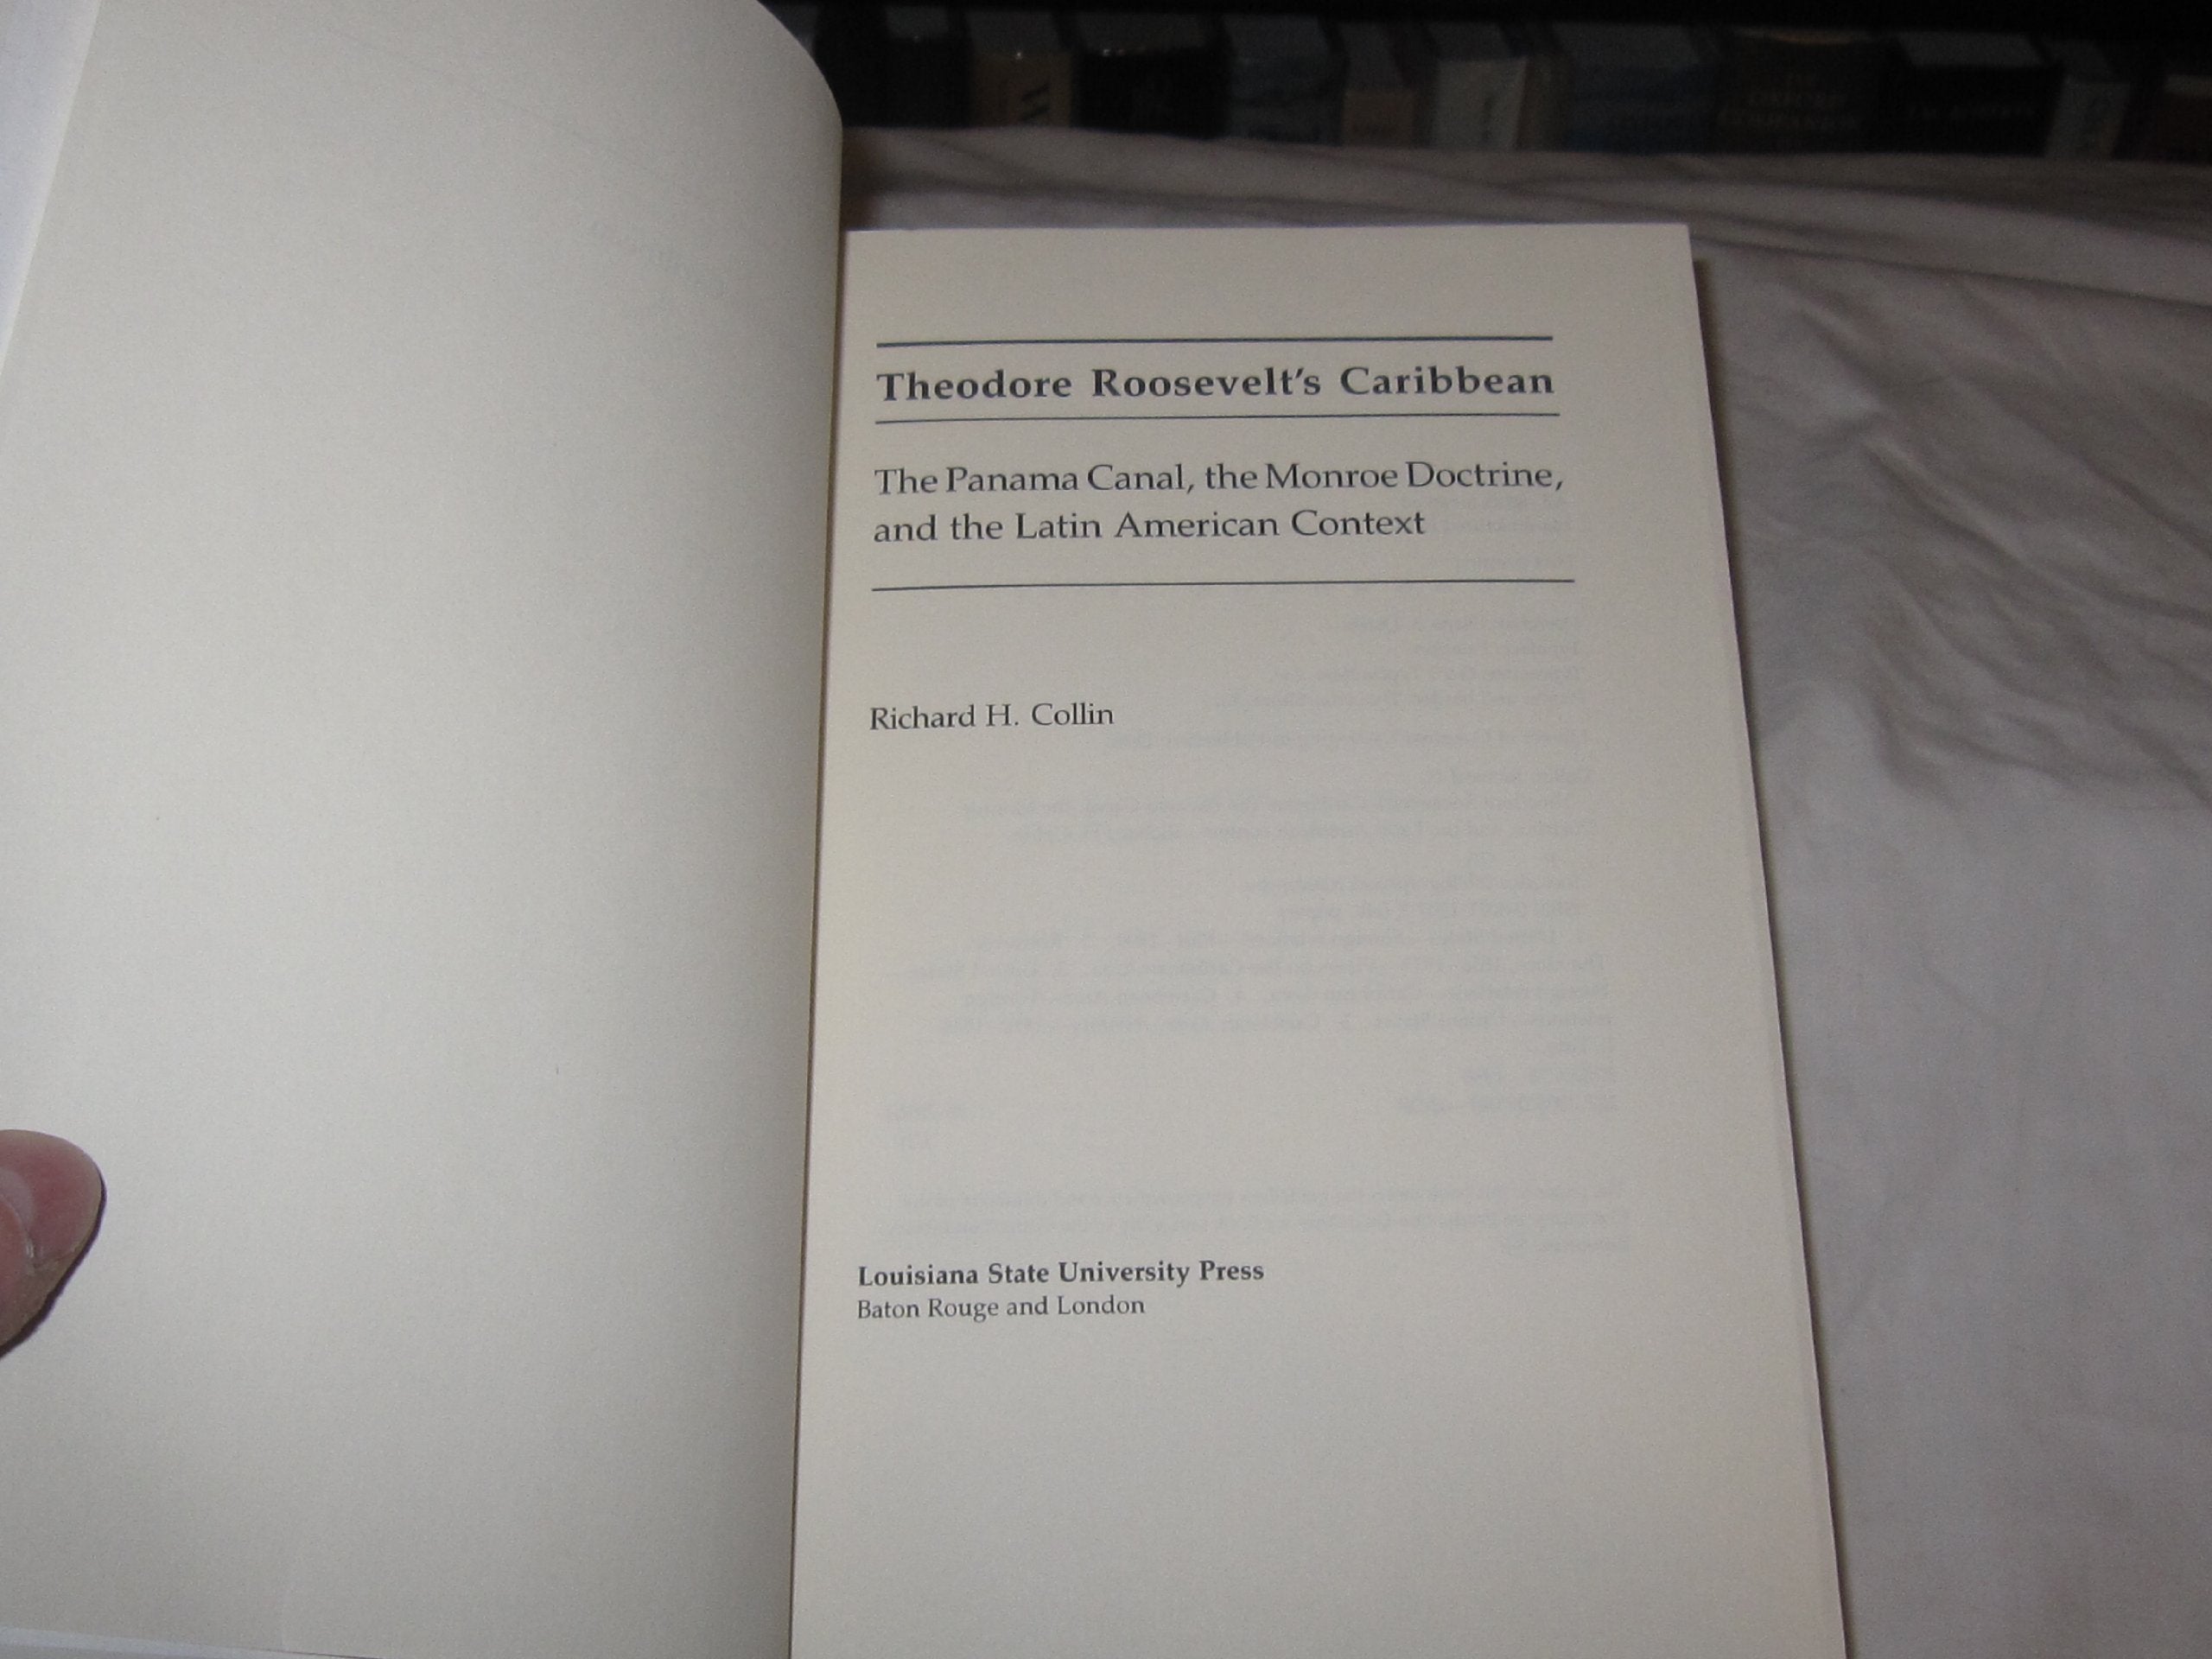 Theodore Roosevelt's Caribbean
The Panama Canal, the Monroe Doctrine,
and the Latin American Context
Richard H. Collin
Louisiana State University Press
Baton Rouge and London